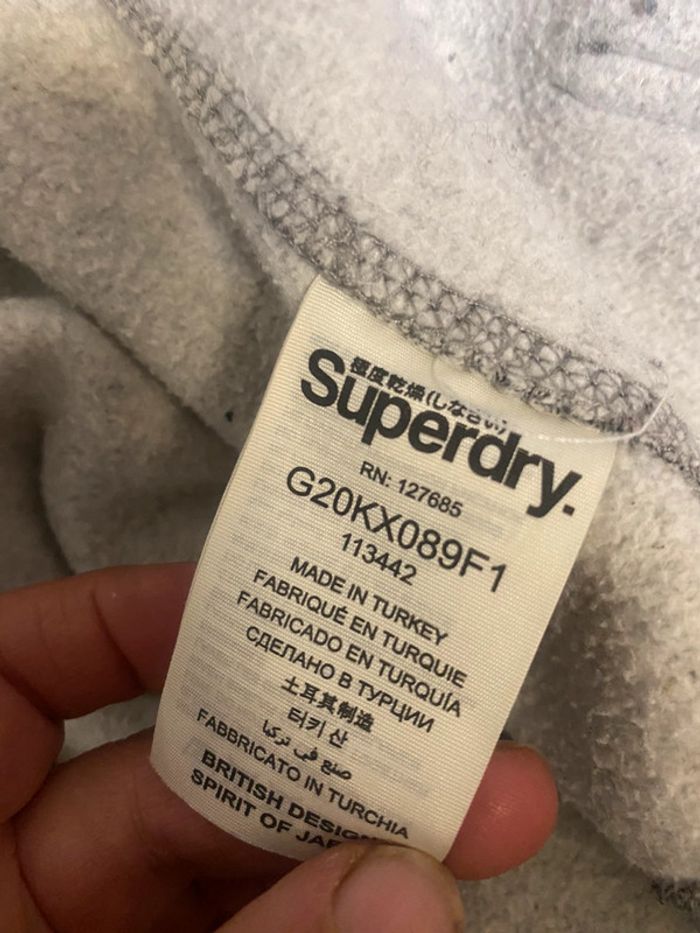 極度乾燥(しなさい)
Superdry.
RN: 127685
G20KX089F1
113442
MADE IN TURKEY
FABRIQUÉ EN TURQUIE
FABRICADO EN TURQUÍA
СДЕЛАНО В ТУРЦИИ
土耳其制造
터키 산
صنع في تركيا
FABBRICATO IN TURCHIA
BRITISH DESIGN
SPIRIT OF